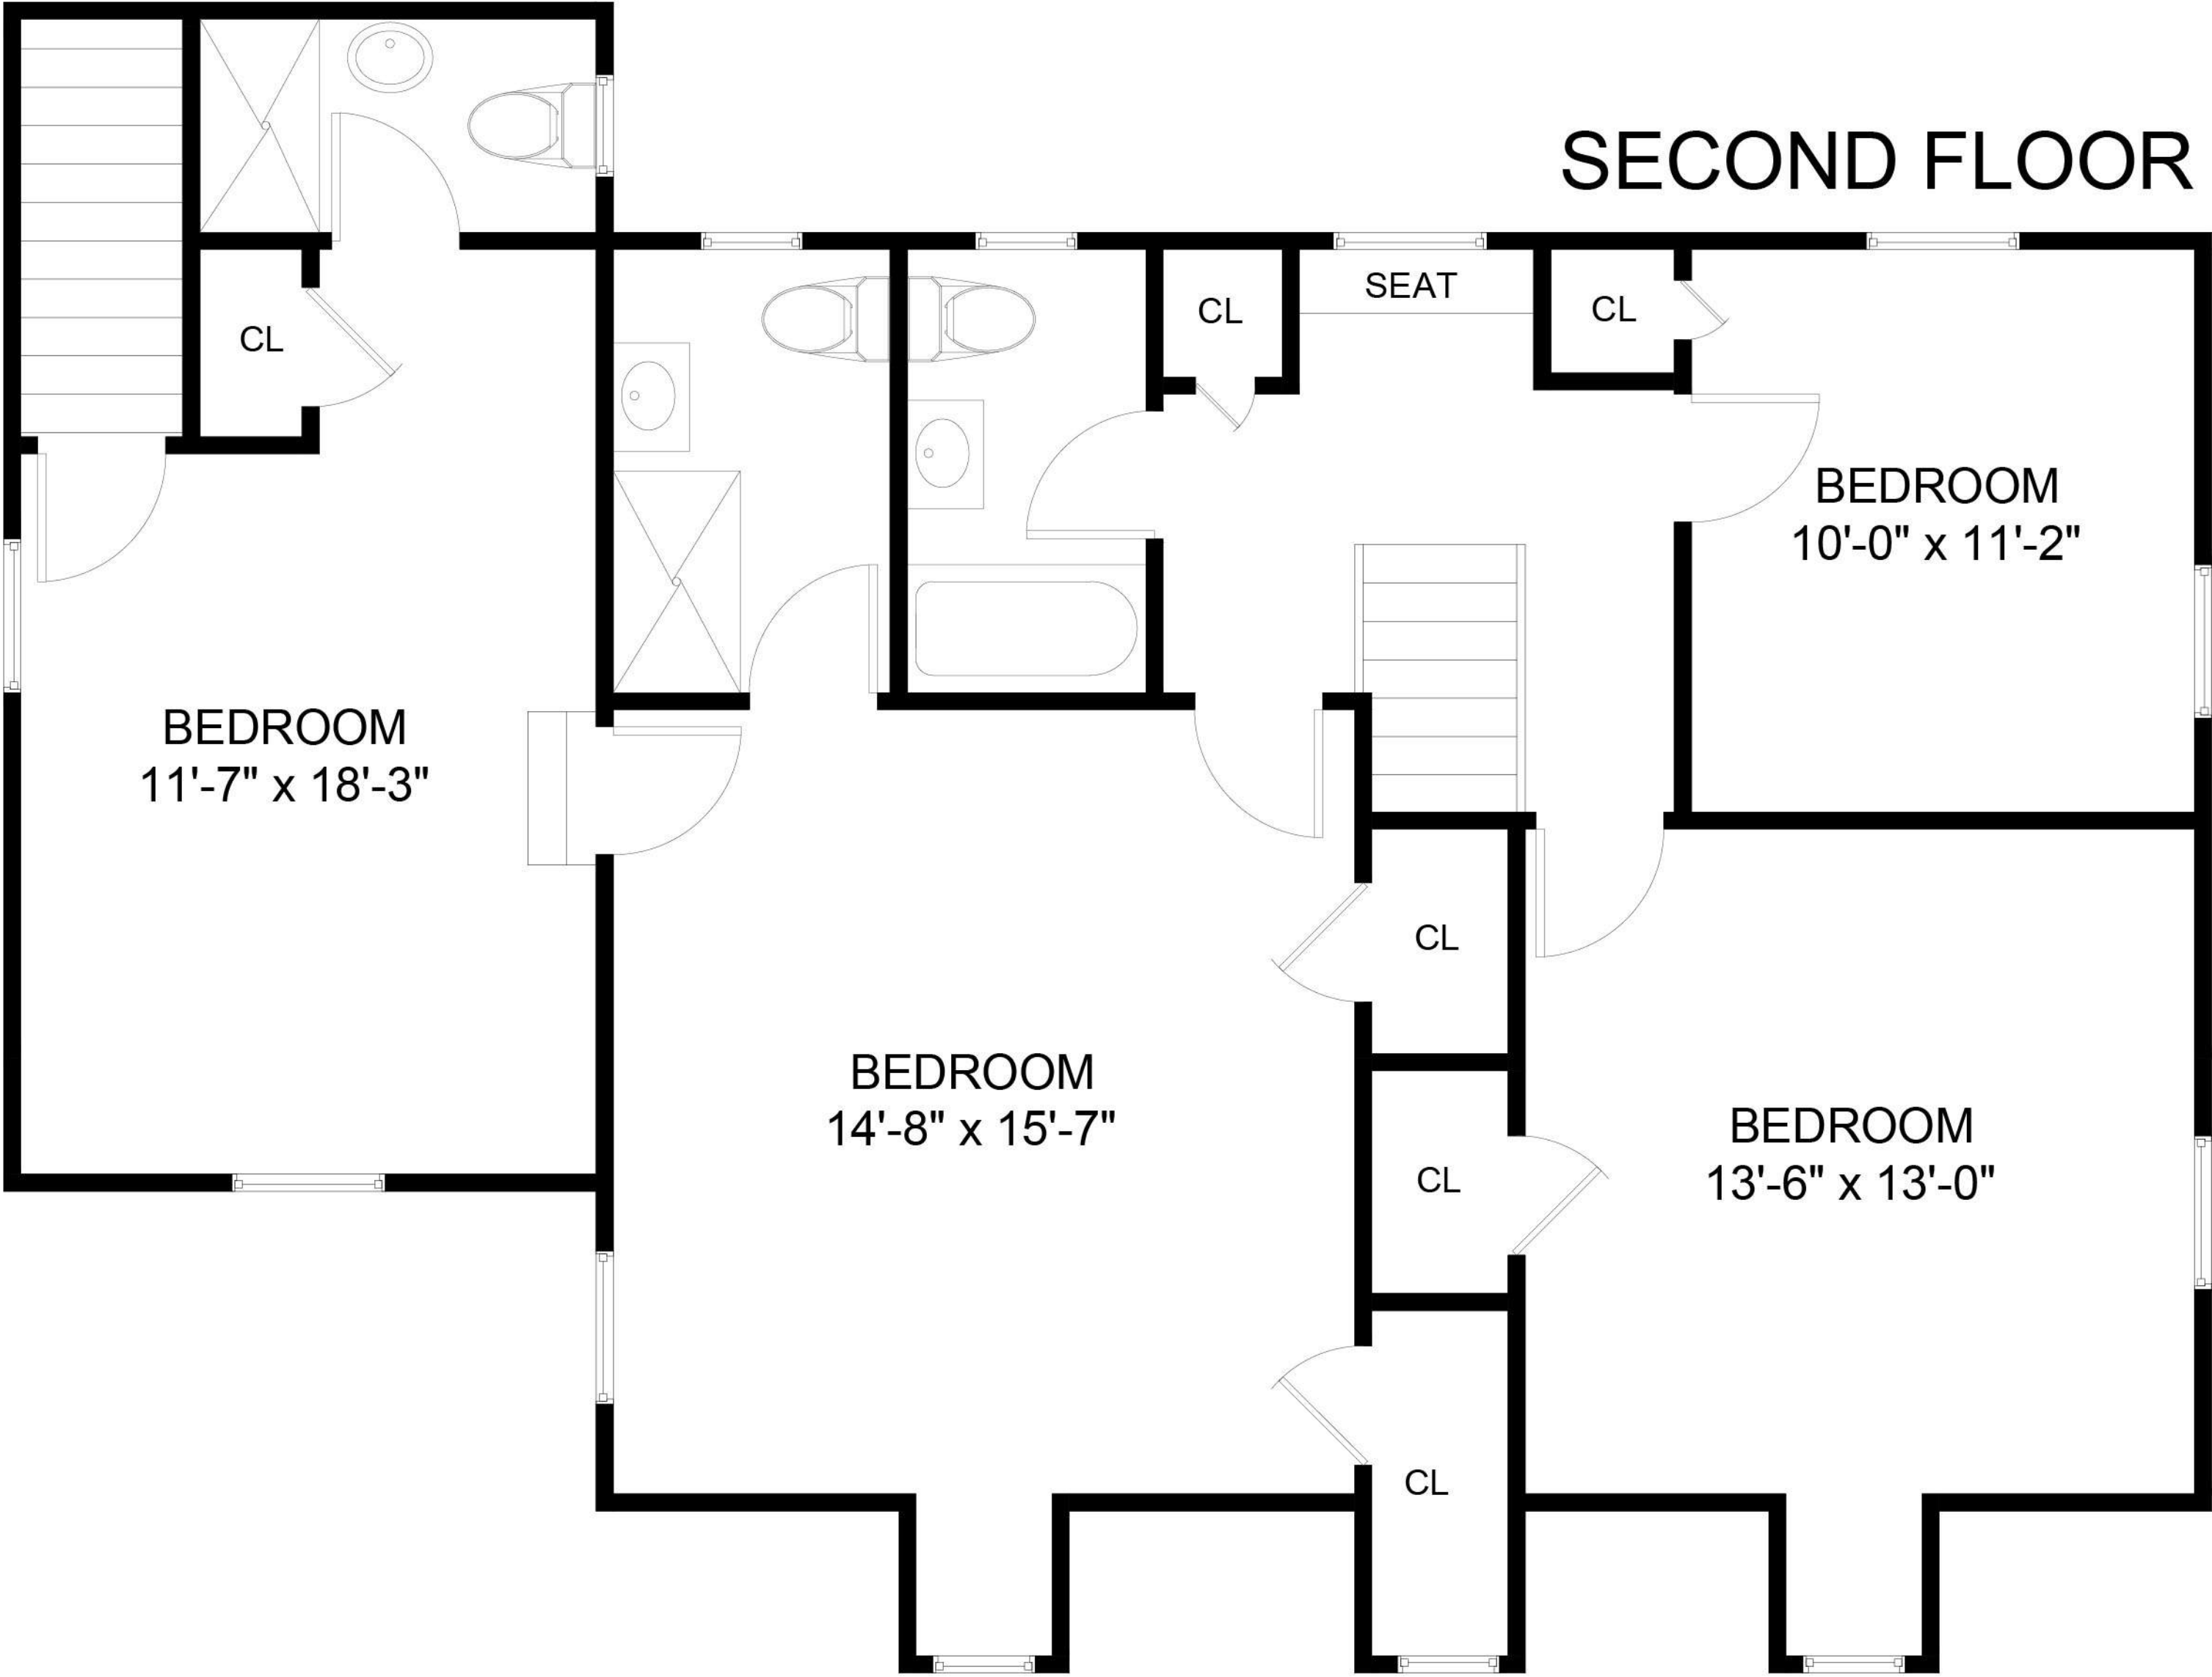 SECOND FLOOR
SEAT
CL
CL
CL
BEDROOM
10'-0" x 11'-2"
BEDROOM
11'-7" x 18'-3"
CL
BEDROOM
14'-8" x 15'-7"
BEDROOM
13'-6" x 13'-0"
CL
CL